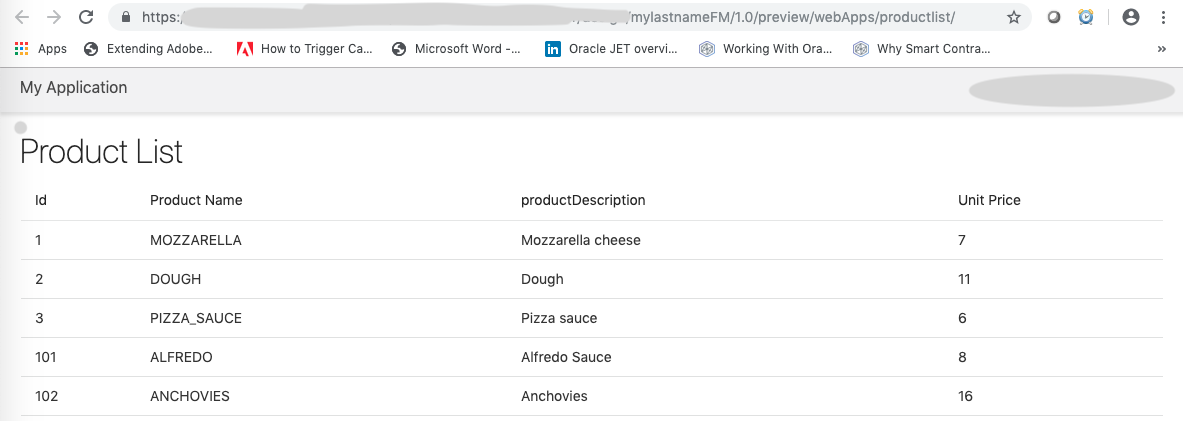 https:/mylastnameFM/1.0/preview/webApps/productlist/
Apps Extending Adobe... How to Trigger Ca... Microsoft Word -... Oracle JET overvi... Working With Ora... Why Smart Contra... »
My Application
Product List
Id Product Name productDescription Unit Price
1 MOZZARELLA Mozzarella cheese 7
2 DOUGH Dough 11
3 PIZZA_SAUCE Pizza sauce 6
101 ALFREDO Alfredo Sauce 8
102 ANCHOVIES Anchovies 16